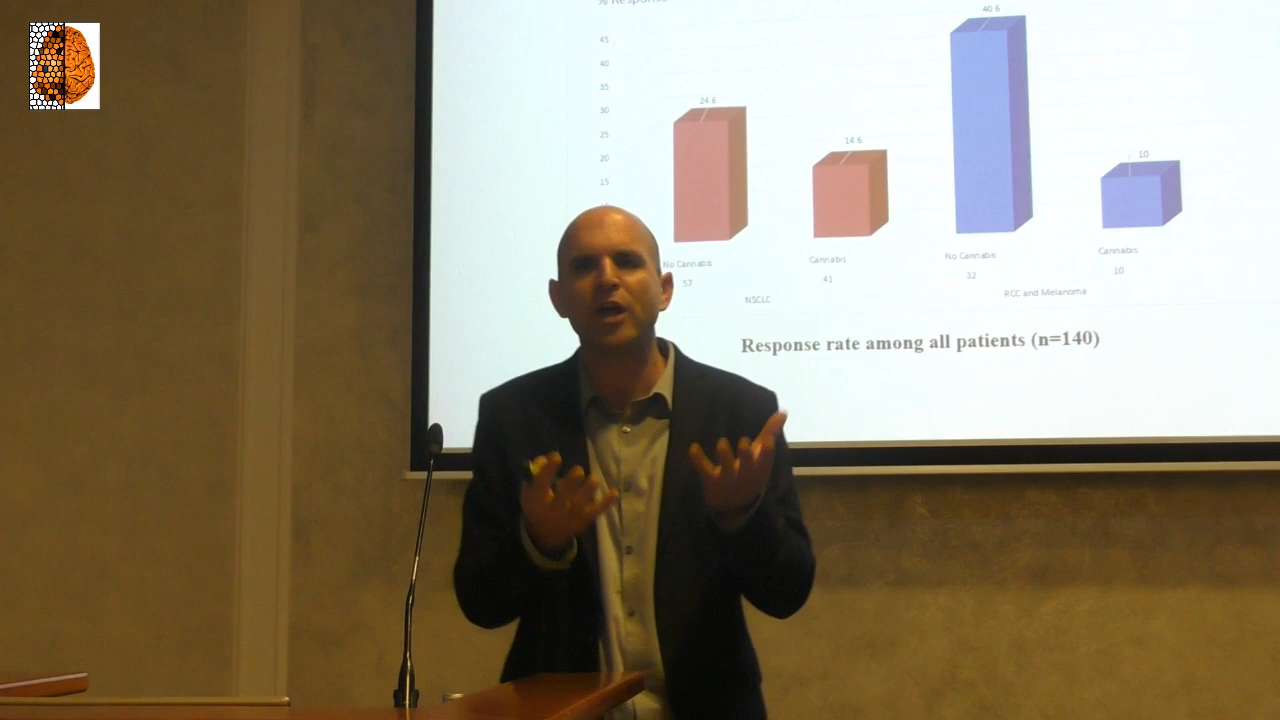 % Response
40.6
45
40
35
30
25
20
15
24.6
14.6
10
No Cannabis
Cannabis
No Cannabis
Cannabis
57
41
32
10
NSCLC
RCC and Melanoma
Response rate among all patients (n=140)